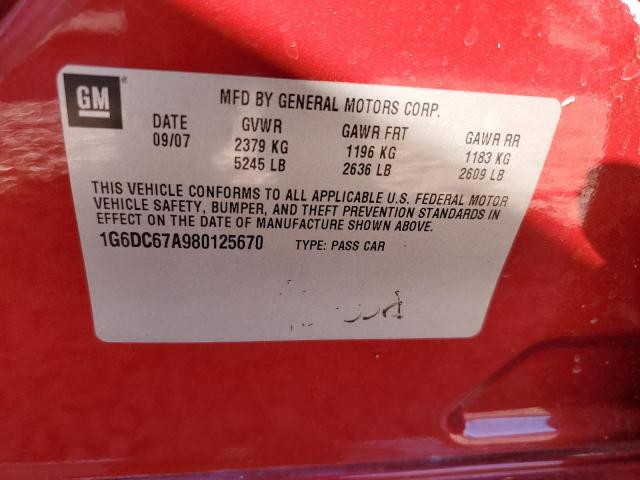 GM
®
MFD BY GENERAL MOTORS CORP.
DATE GVWR GAWR FRT GAWR RR
09/07 2379 KG 1196 KG 1183 KG
5245 LB 2636 LB 2609 LB
THIS VEHICLE CONFORMS TO ALL APPLICABLE U.S. FEDERAL MOTOR
VEHICLE SAFETY, BUMPER, AND THEFT PREVENTION STANDARDS IN
EFFECT ON THE DATE OF MANUFACTURE SHOWN ABOVE.
1G6DC67A980125670 TYPE: PASS CAR